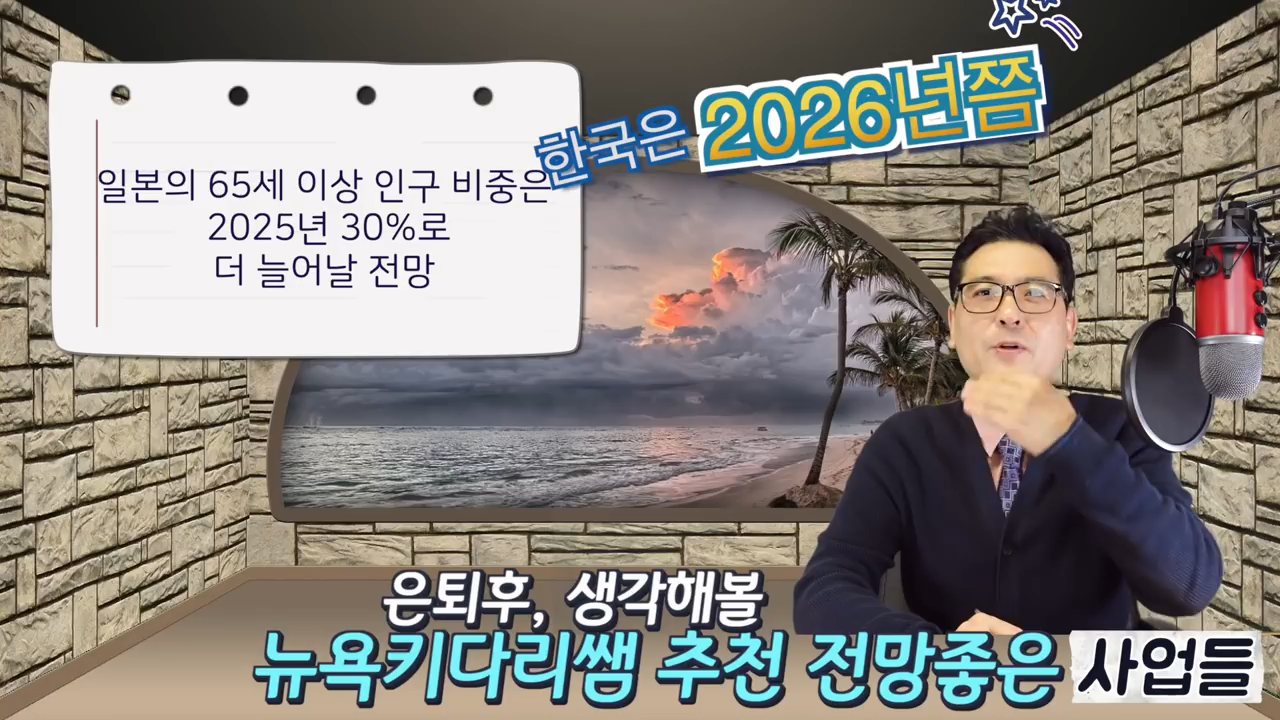 한국은 2026년쯤
일본의 65세 이상 인구 비중은
2025년 30%로
더 늘어날 전망
은퇴후, 생각해볼
뉴욕키다리쌤 추천 전망좋은 사업들